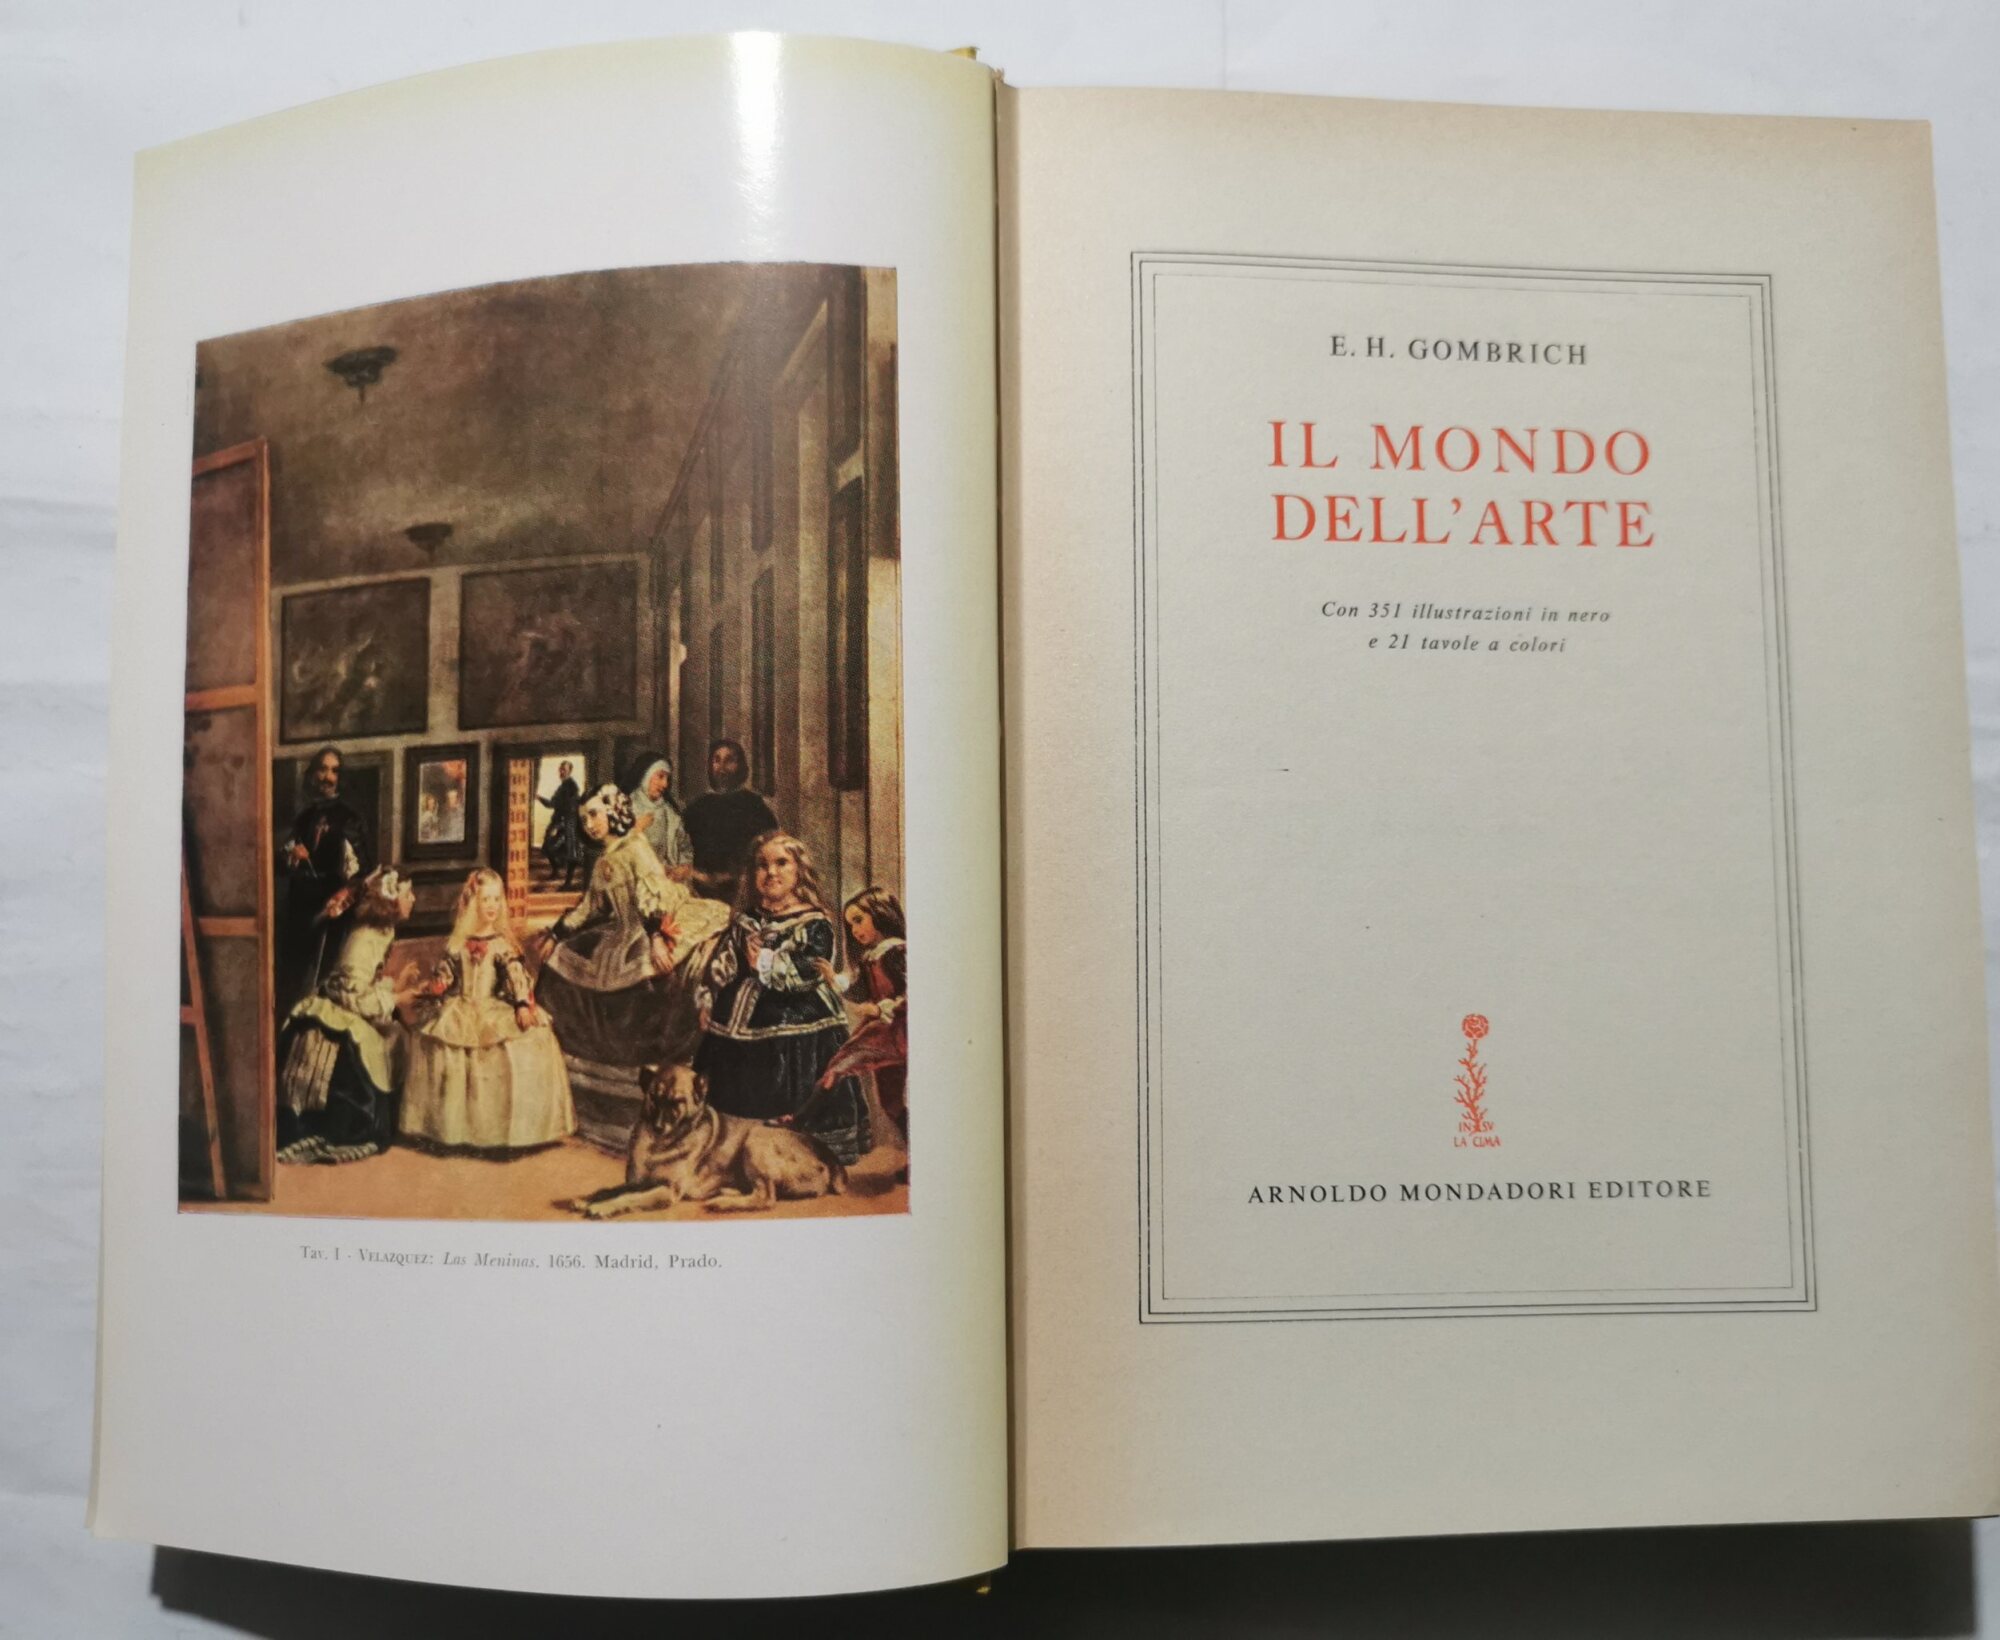 Tav. I - VELAZQUEZ: Las Meninas. 1656. Madrid, Prado.
E. H. GOMBRICH
IL MONDO
DELL'ARTE
Con 351 illustrazioni in nero
e 21 tavole a colori
IN SV
LA CIMA
ARNOLDO MONDADORI EDITORE